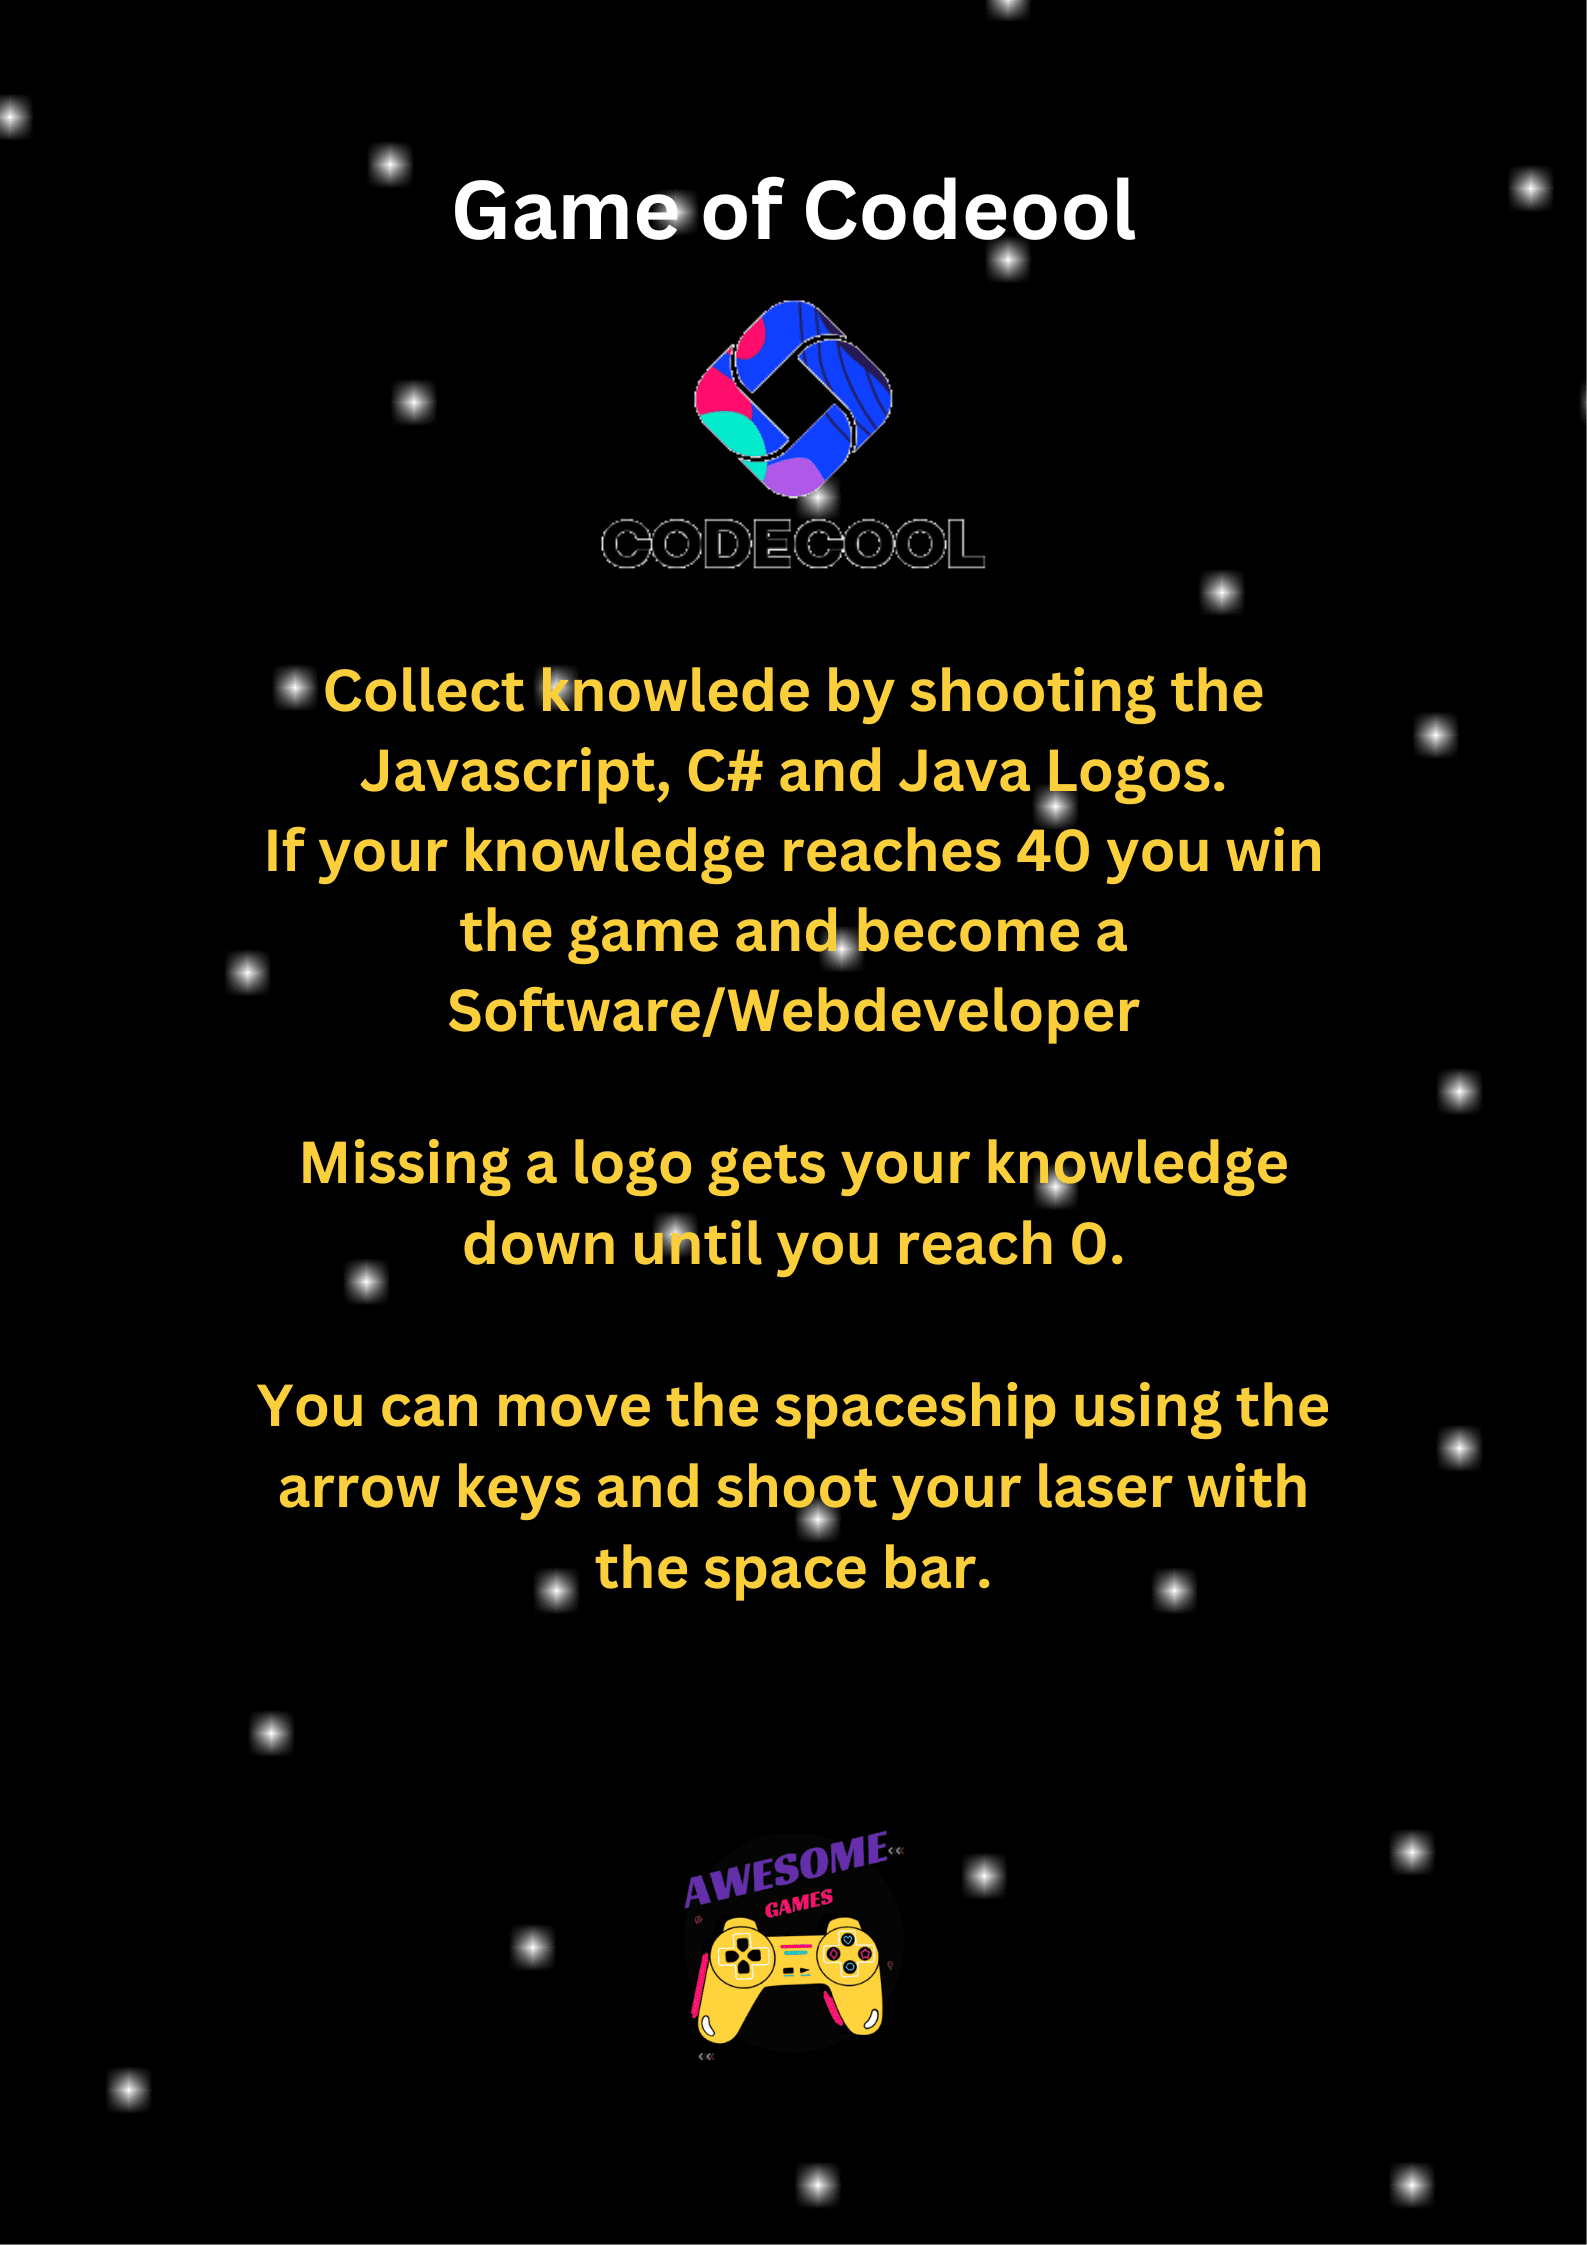 Game of Codeool
CODECOOL
Collect knowlede by shooting the
Javascript, C# and Java Logos.
If your knowledge reaches 40 you win
the game and become a
Software/Webdeveloper
Missing a logo gets your knowledge
down until you reach 0.
You can move the spaceship using the
arrow keys and shoot your laser with
the space bar.
AWESOME
GAMES